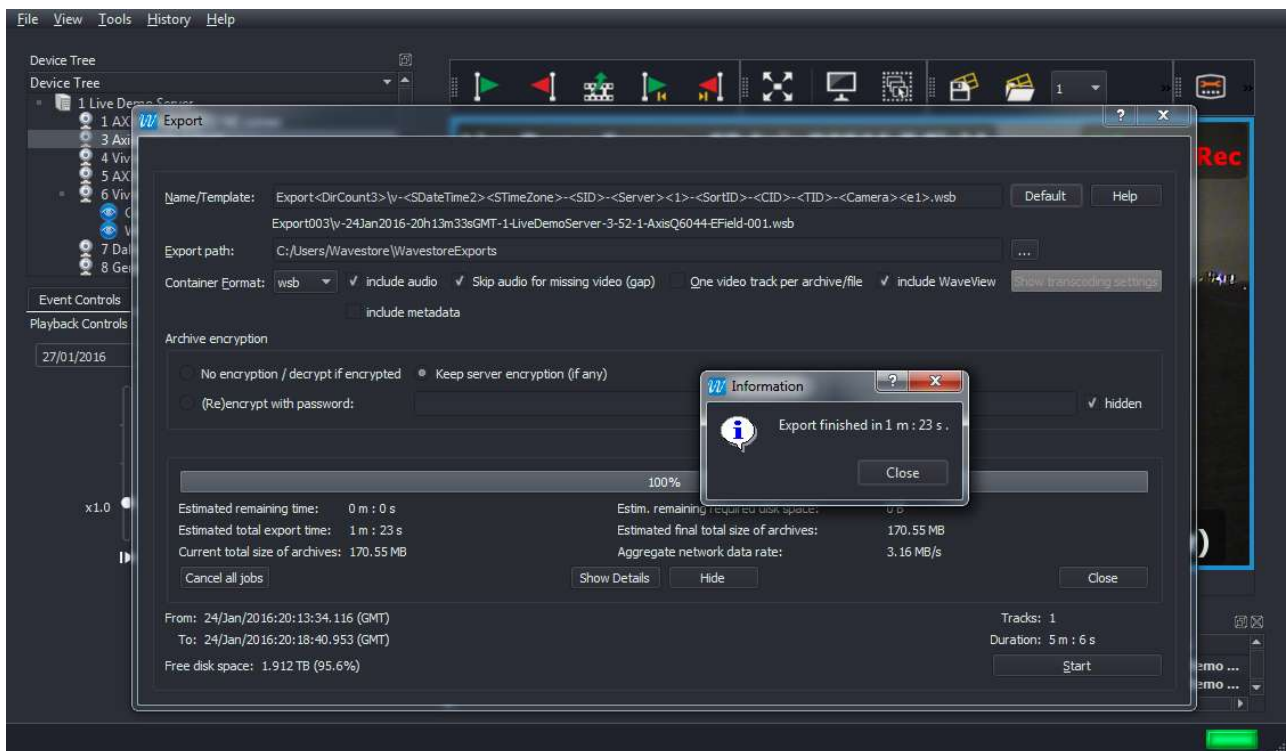 File View Tools History Help
Device Tree
Device Tree
1 Live Demo Server
1 AX
3 Axi
4 Viv
5 AX
6 Viv
C
V
7 Dal
8 Ger
1
Rec
Export
Name/Template: Export<DirCount3>\v-<SDateTime2><STimeZone>-<SID>-<Server><1>-<SortID>-<CID>-<TID>-<Camera><e1>.wsb Default Help
Export003\v-24Jan2016-20h13m33sGMT-1-LiveDemoServer-3-52-1-AxisQ6044-EField-001.wsb
Export path: C:/Users/Wavestore\WavestoreExports ...
Container Format: wsb include audio Skip audio for missing video (gap) One video track per archive/file include WaveView Show transcoding settings
include metadata
Event Controls
Playback Controls
27/01/2016
x1.0
Archive encryption
No encryption / decrypt if encrypted Keep server encryption (if any)
(Re)encrypt with password: hidden
Information
Export finished in 1 m : 23 s .
Close
100%
Estimated remaining time: 0 m : 0 s Estim. remaining required disk space: 0 B
Estimated total export time: 1 m : 23 s Estimated final total size of archives: 170.55 MB
Current total size of archives: 170.55 MB Aggregate network data rate: 3.16 MB/s
Cancel all jobs Show Details Hide Close
From: 24/Jan/2016:20:13:34.116 (GMT) Tracks: 1
To: 24/Jan/2016:20:18:40.953 (GMT) Duration: 5 m : 6 s
Free disk space: 1.912 TB (95.6%) Start
)
emo ...
emo ...